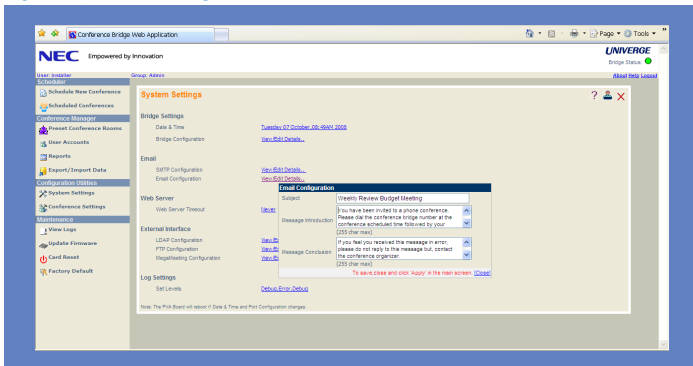 Conference Bridge Web Application
Page
Tools
NEC Empowered by Innovation
UNIVERGE
Bridge Status:
User: Installer
Group: Admin
About Help Logout
Scheduler
Schedule New Conference
Scheduled Conferences
Conference Manager
Preset Conference Rooms
User Accounts
Reports
Export/Import Data
Configuration Utilities
System Settings
Conference Settings
Maintenance
View Logs
Update Firmware
Card Reset
Factory Default
System Settings
Bridge Settings
Date & Time
Tuesday 07 October ,08:49AM 2008
Bridge Configuration
View/Edit Details...
Email
SMTP Configuration
View/Edit Details...
Email Configuration
View/Edit Details...
Web Server
Web Server Timeout
Never
External Interface
LDAP Configuration
View/Ed
FTP Configuration
View/Ed
MegaMeeting Configuration
View/Ed
Log Settings
Set Levels
Debug,Error,Debug
Note: The PVA Board will reboot if Date & Time and Port Configuration changes.
Email Configuration
Subject
Weekly Review Budget Meeting
Message Introduction
You have been invited to a phone conference.
Please dial the conference bridge number at the
conference scheduled time followed by your
(255 char max)
Message Conclusion
If you feel you received this message in error,
please do not reply to this message but, contact
the conference organizer.
(255 char max)
To save,close and click 'Apply' in the main screen. [Close]